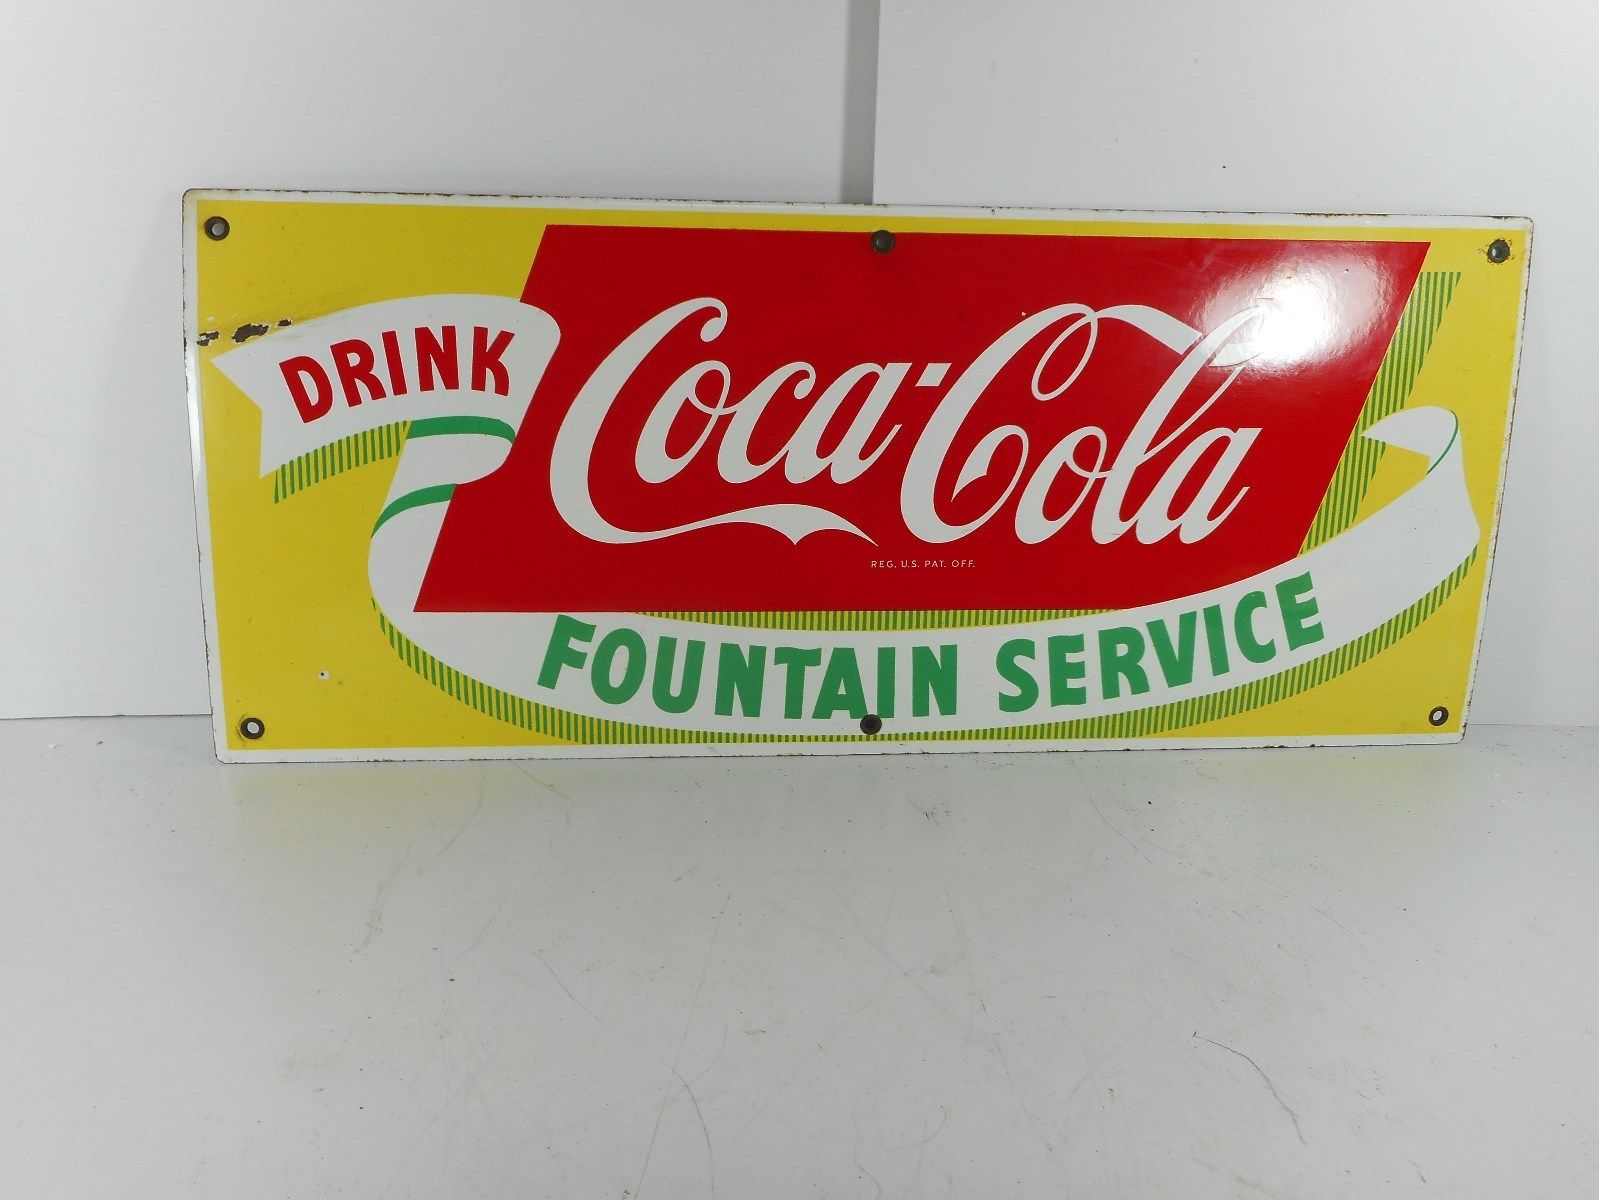 DRINK
Coca-Cola
REG. U.S. PAT. OFF.
FOUNTAIN SERVICE